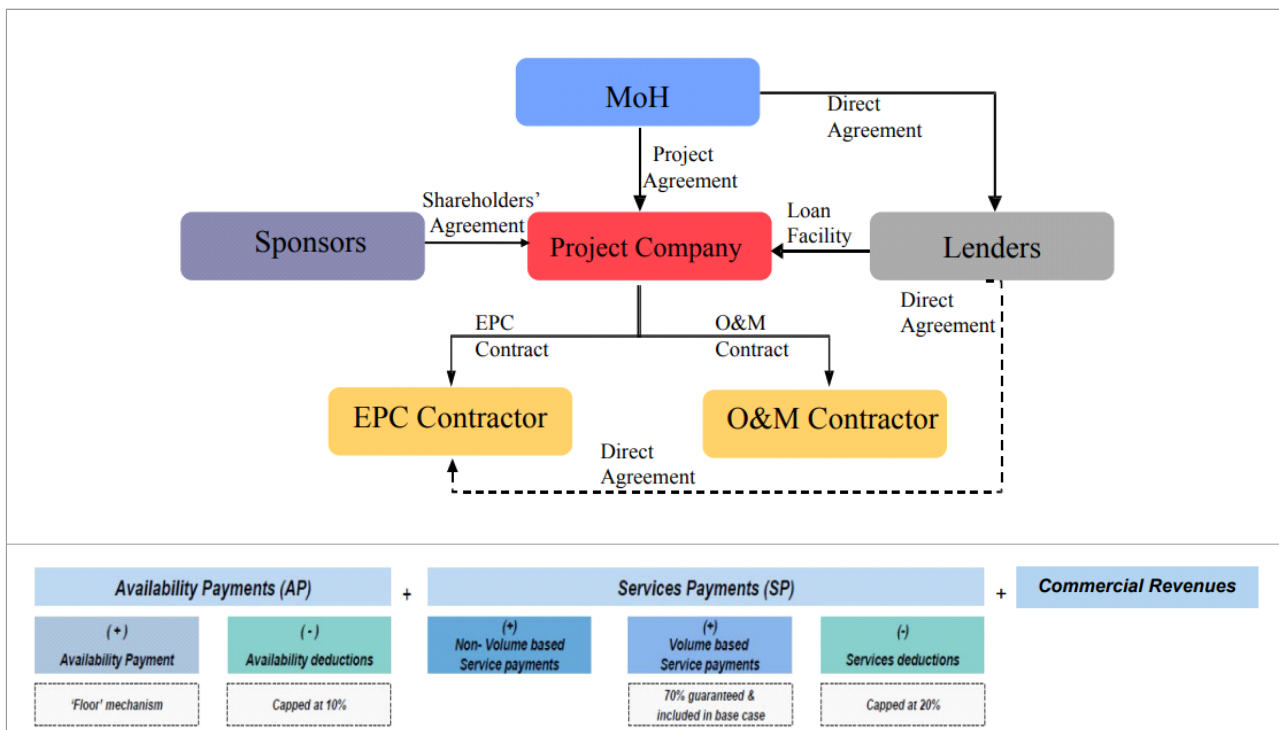 MoH
Direct
Agreement
Project
Agreement
Shareholders’
Agreement
Loan
Facility
Sponsors
Project Company
Lenders
Direct
Agreement
EPC
Contract
O&M
Contract
EPC Contractor
O&M Contractor
Direct
Agreement
Availability Payments (AP)
+
Services Payments (SP)
+
Commercial Revenues
(+)
Availability Payment
(-)
Availability deductions
(+)
Non- Volume based
Service payments
(+)
Volume based
Service payments
(-)
Services deductions
‘Floor’ mechanism
Capped at 10%
70% guaranteed &
included in base case
Capped at 20%